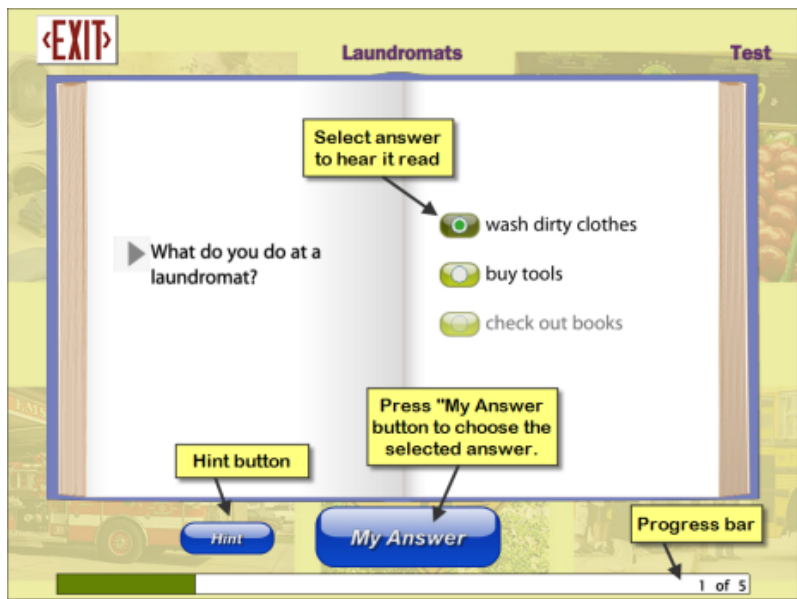 <EXIT>
Laundromats
Test
Select answer
to hear it read
wash dirty clothes
What do you do at a
laundromat?
buy tools
check out books
Press "My Answer
button to choose the
selected answer.
Hint button
Hint
My Answer
Progress bar
1 of 5